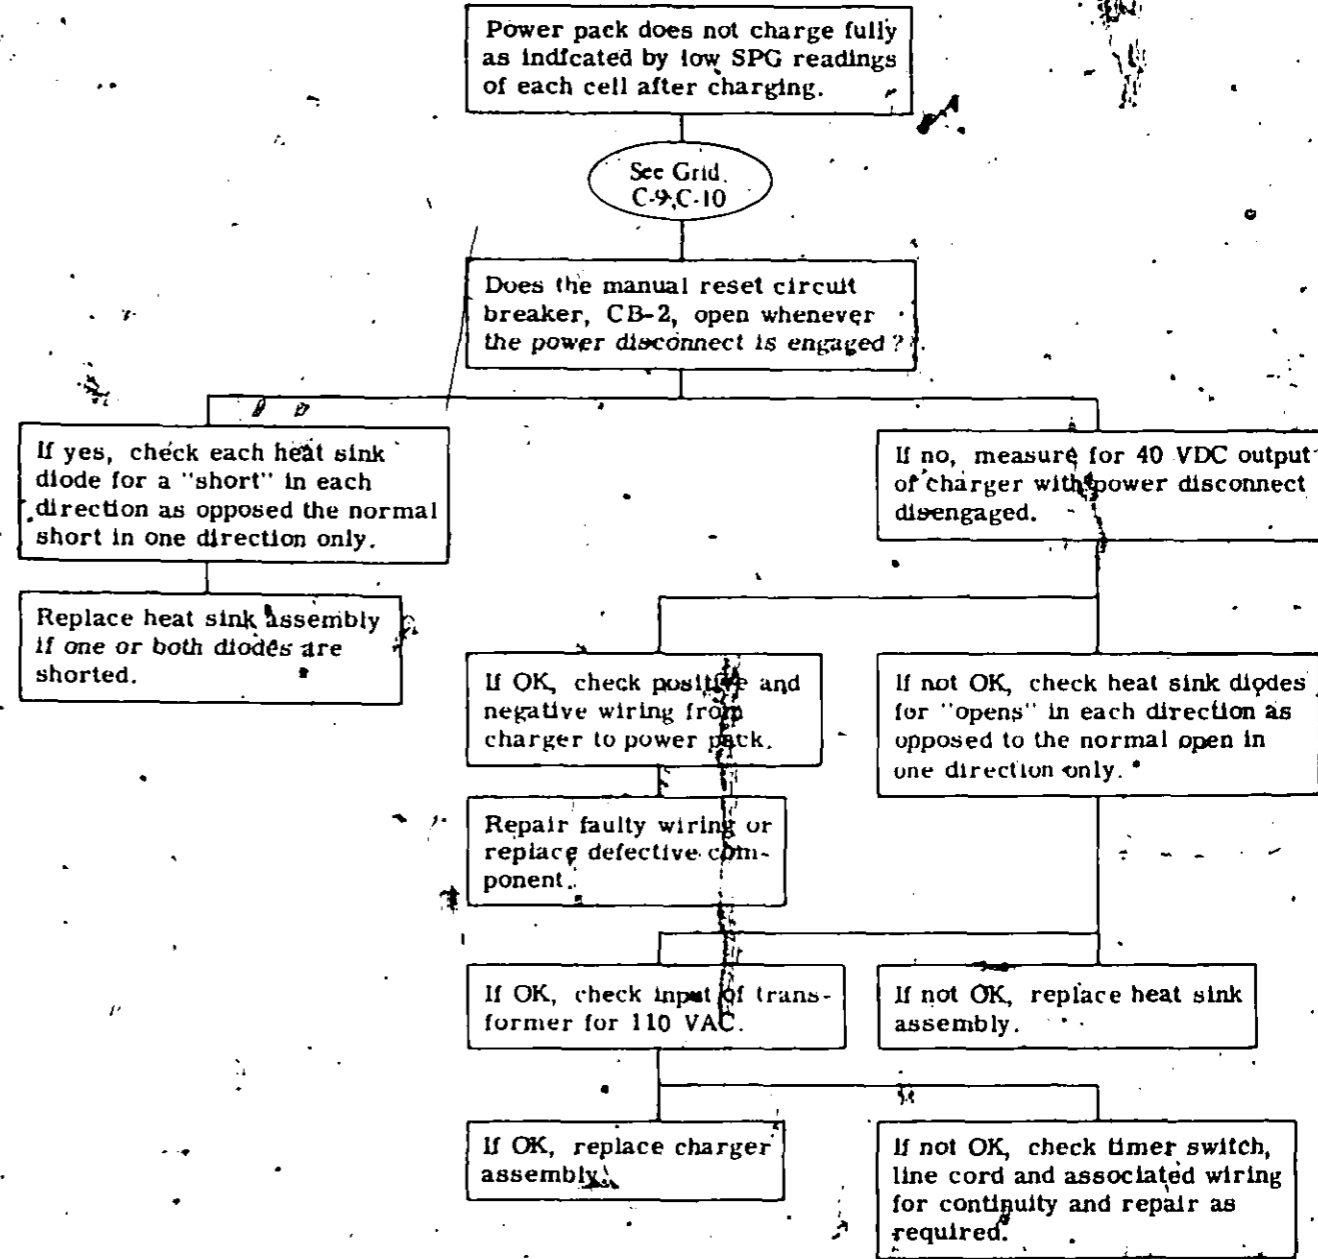 Power pack does not charge fully
as indicated by low SPG readings
of each cell after charging.
See Grid
C-9,C-10
Does the manual reset circuit
breaker, CB-2, open whenever
the power disconnect is engaged?
If yes, check each heat sink
diode for a "short" in each
direction as opposed the normal
short in one direction only.
If no, measure for 40 VDC output
of charger with power disconnect
disengaged.
Replace heat sink assembly
if one or both diodes are
shorted.
If OK, check positive and
negative wiring from
charger to power pack.
If not OK, check heat sink diodes
for "opens" in each direction as
opposed to the normal open in
one direction only.
Repair faulty wiring or
replace defective com-
ponent.
If OK, check input of trans-
former for 110 VAC.
If not OK, replace heat sink
assembly.
If OK, replace charger
assembly.
If not OK, check timer switch,
line cord and associated wiring
for continuity and repair as
required.